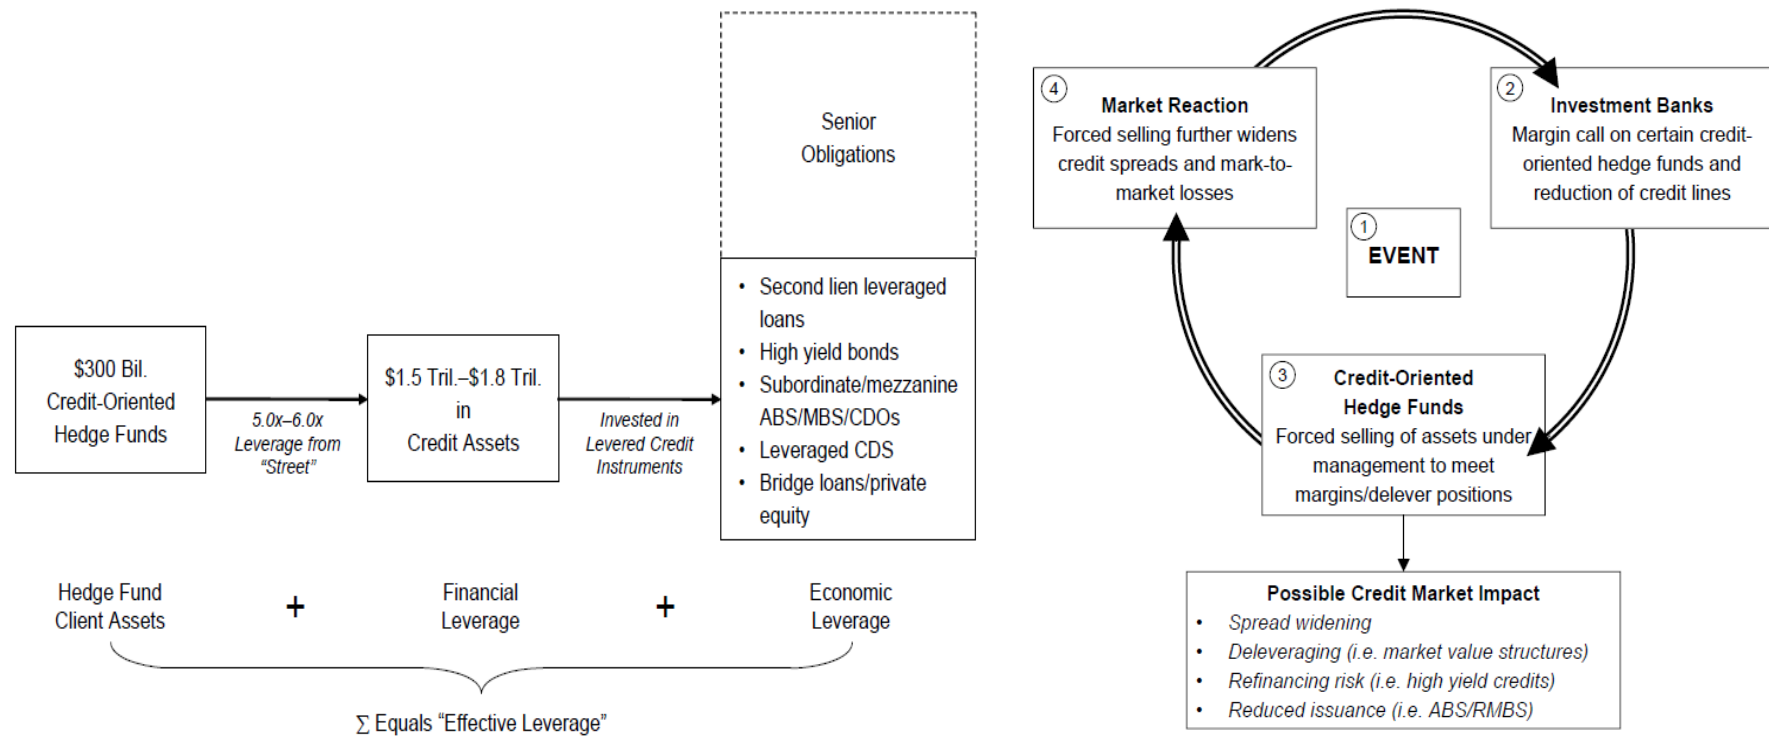 Senior
Obligations
$300 Bil.
Credit-Oriented
Hedge Funds
5.0x–6.0x
Leverage from
“Street”
$1.5 Tril.–$1.8 Tril.
in
Credit Assets
Invested in
Levered Credit
Instruments
• Second lien leveraged
loans
• High yield bonds
• Subordinate/mezzanine
ABS/MBS/CDOs
• Leveraged CDS
• Bridge loans/private
equity
Hedge Fund
Client Assets
+
Financial
Leverage
+
Economic
Leverage
∑ Equals “Effective Leverage”
1
EVENT
2
Investment Banks
Margin call on certain credit-
oriented hedge funds and
reduction of credit lines
3
Credit-Oriented
Hedge Funds
Forced selling of assets under
management to meet
margins/delever positions
4
Market Reaction
Forced selling further widens
credit spreads and mark-to-
market losses
Possible Credit Market Impact
• Spread widening
• Deleveraging (i.e. market value structures)
• Refinancing risk (i.e. high yield credits)
• Reduced issuance (i.e. ABS/RMBS)